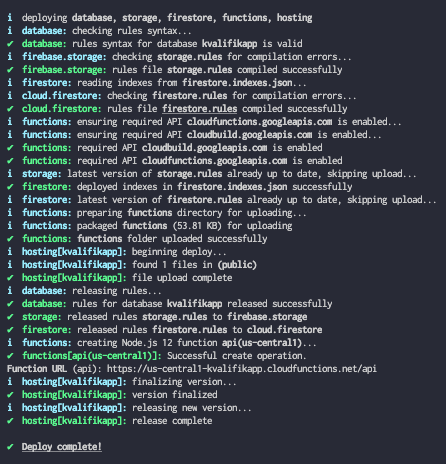 i deploying database, storage, firestore, functions, hosting
i database: checking rules syntax...
✔ database: rules syntax for database kvalifikapp is valid
i firebase.storage: checking storage.rules for compilation errors...
✔ firebase.storage: rules file storage.rules compiled successfully
i firestore: reading indexes from firestore.indexes.json...
i cloud.firestore: checking firestore.rules for compilation errors...
✔ cloud.firestore: rules file firestore.rules compiled successfully
i functions: ensuring required API cloudfunctions.googleapis.com is enabled...
i functions: ensuring required API cloudbuild.googleapis.com is enabled...
✔ functions: required API cloudbuild.googleapis.com is enabled
✔ functions: required API cloudfunctions.googleapis.com is enabled
i storage: latest version of storage.rules already up to date, skipping upload...
✔ firestore: deployed indexes in firestore.indexes.json successfully
i firestore: latest version of firestore.rules already up to date, skipping upload...
i functions: preparing functions directory for uploading...
i functions: packaged functions (53.81 KB) for uploading
✔ functions: functions folder uploaded successfully
i hosting[kvalifikapp]: beginning deploy...
i hosting[kvalifikapp]: found 1 files in (public)
✔ hosting[kvalifikapp]: file upload complete
i database: releasing rules...
✔ database: rules for database kvalifikapp released successfully
✔ storage: released rules storage.rules to firebase.storage
✔ firestore: released rules firestore.rules to cloud.firestore
i functions: creating Node.js 12 function api(us-central1)...
✔ functions[api(us-central1)]: Successful create operation.
Function URL (api): https://us-central1-kvalifikapp.cloudfunctions.net/api
i hosting[kvalifikapp]: finalizing version...
✔ hosting[kvalifikapp]: version finalized
i hosting[kvalifikapp]: releasing new version...
✔ hosting[kvalifikapp]: release complete
✔ Deploy complete!